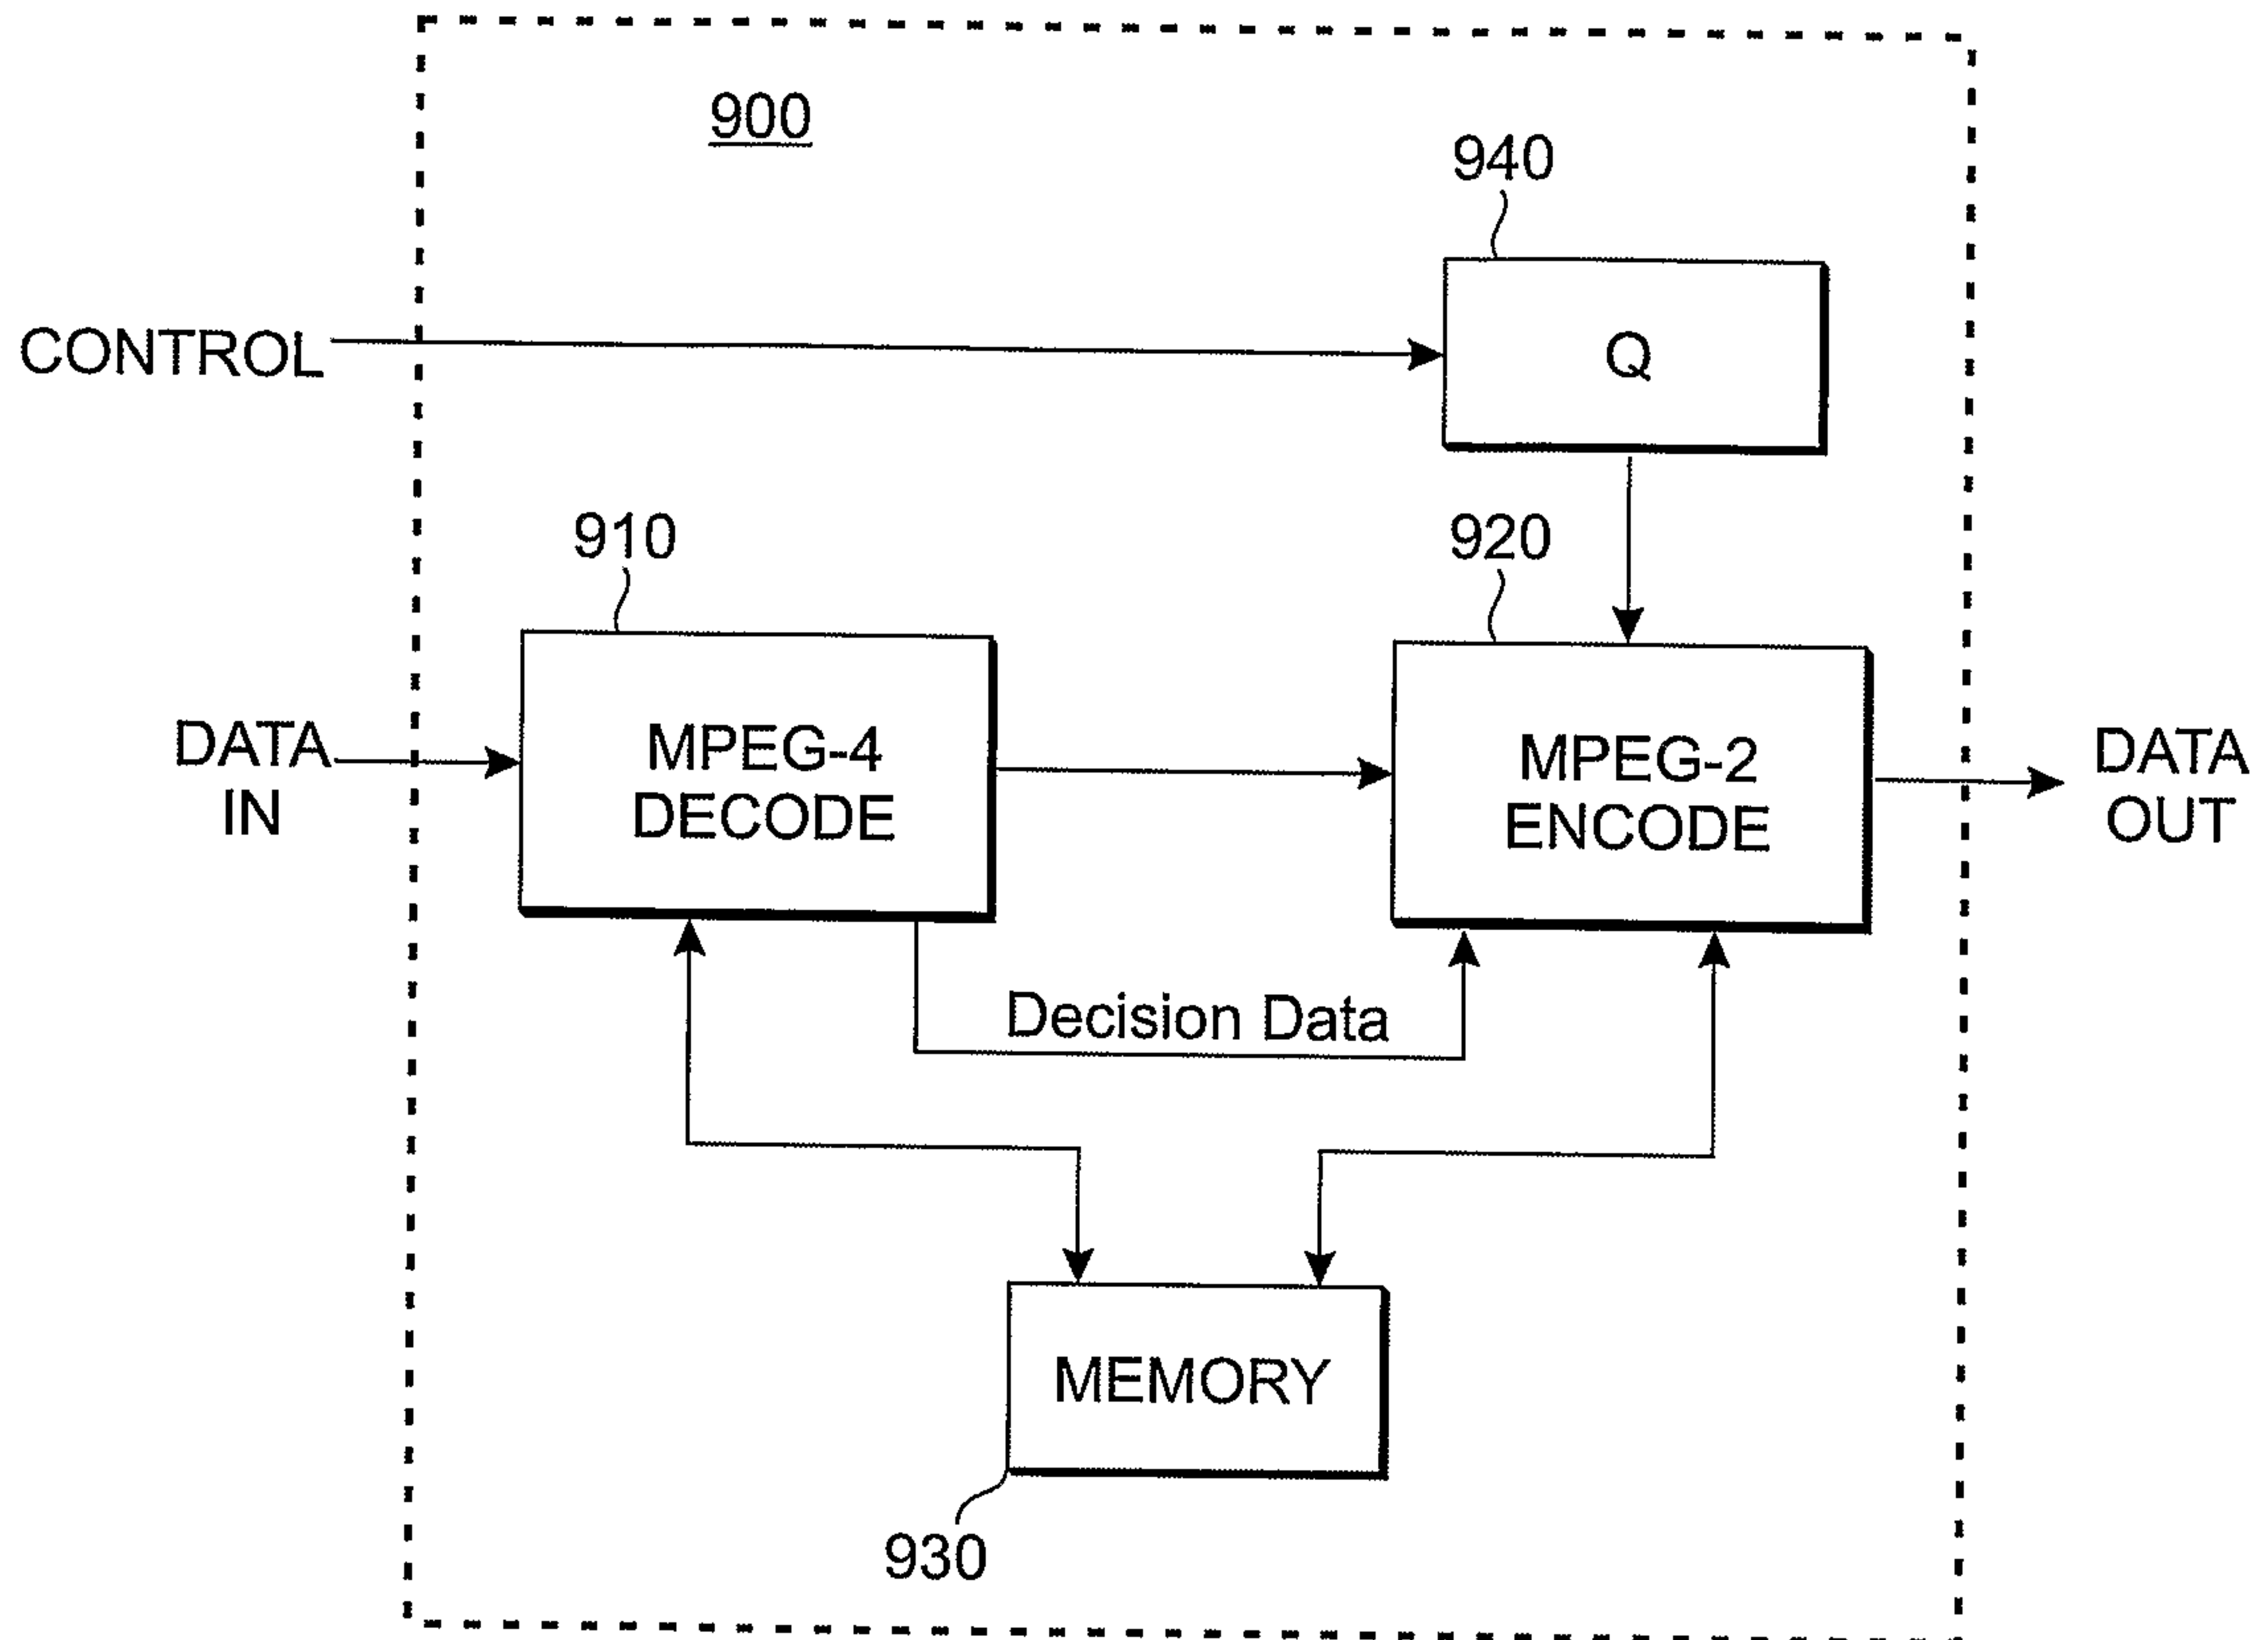 900
940
CONTROL
Q
910
920
DATA
IN
MPEG-4
DECODE
MPEG-2
ENCODE
DATA
OUT
Decision Data
MEMORY
930